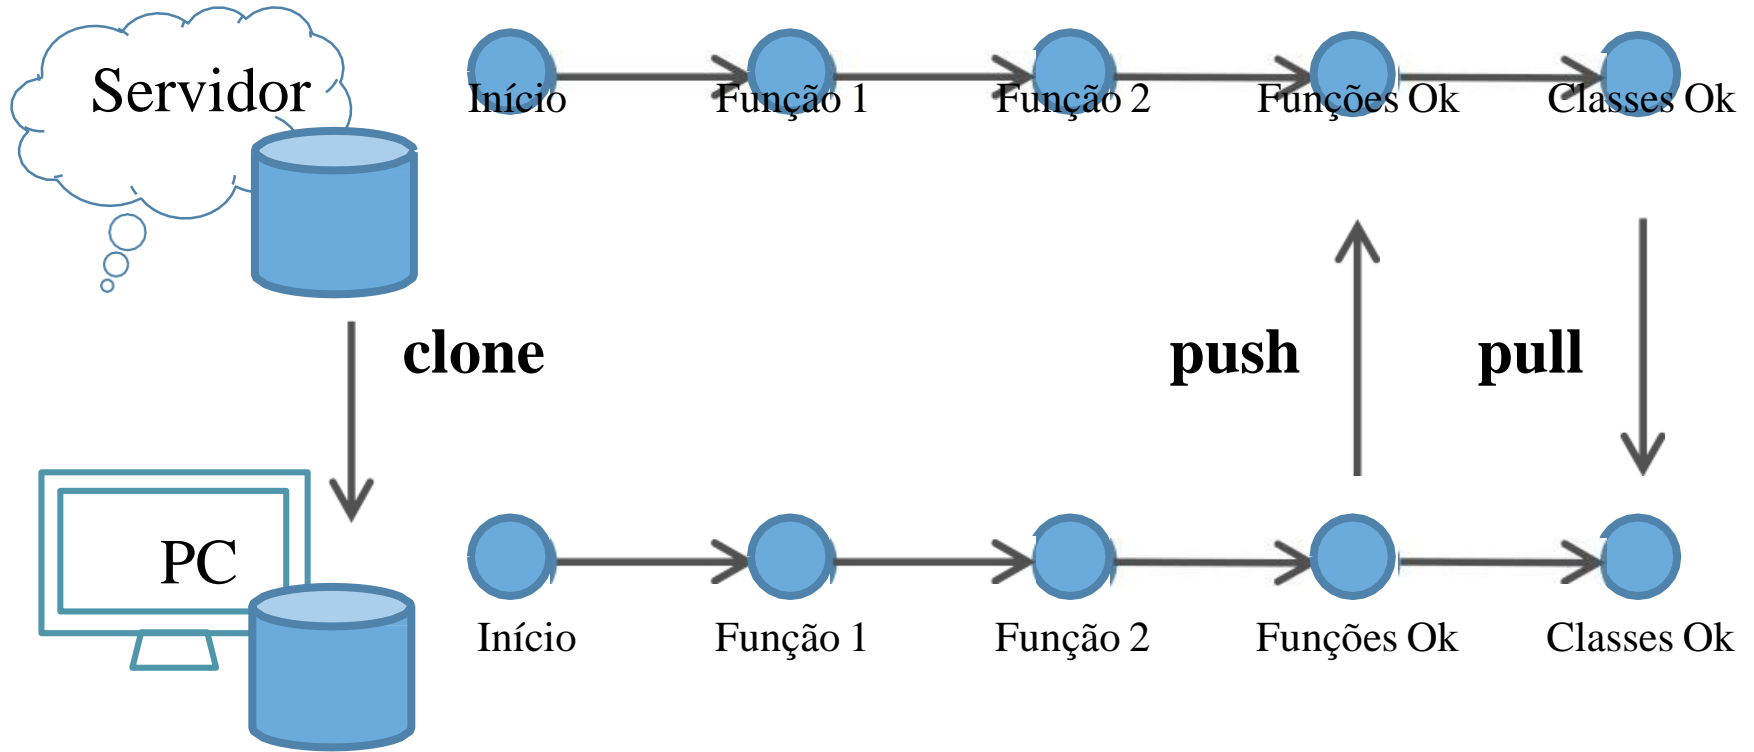 Servidor
Início Função 1 Função 2 Funções Ok Classes Ok
clone push pull
PC
Início Função 1 Função 2 Funções Ok Classes Ok